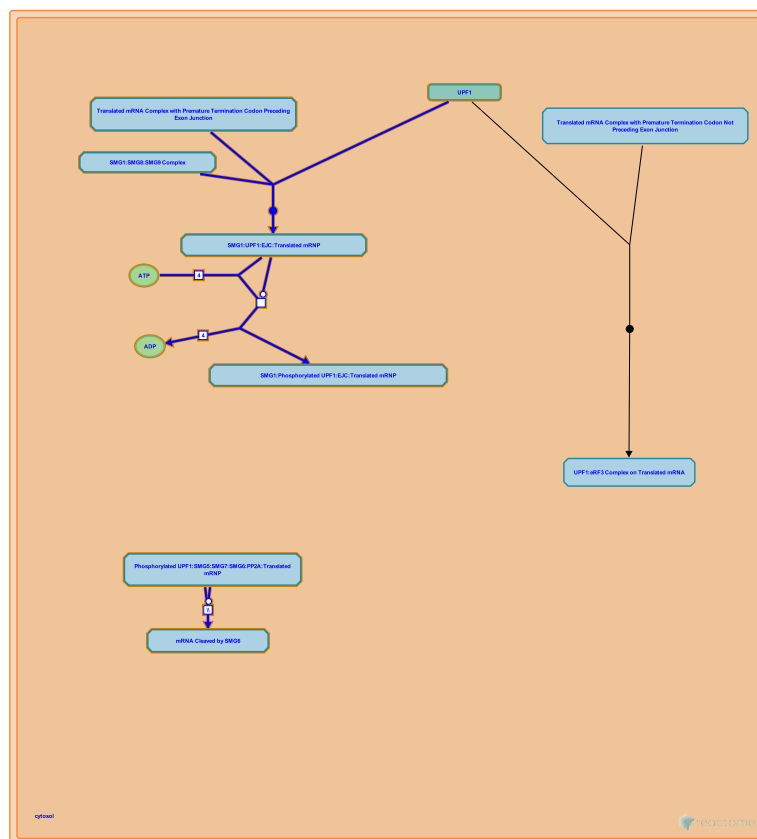 UPF1
Translated mRNA Complex with Premature Termination Codon Preceding
Exon Junction
Translated mRNA Complex with Premature Termination Codon Not
Preceding Exon Junction
SMG1:SMG8:SMG9 Complex
SMG1:UPF1:EJC:Translated mRNP
ATP
4
4
ADP
SMG1:Phosphorylated UPF1:EJC:Translated mRNP
UPF1:eRF3 Complex on Translated mRNA
Phosphorylated UPF1:SMG5:SMG7:SMG6:PP2A:Translated
mRNP
mRNA Cleaved by SMG6
cytosol
reactome